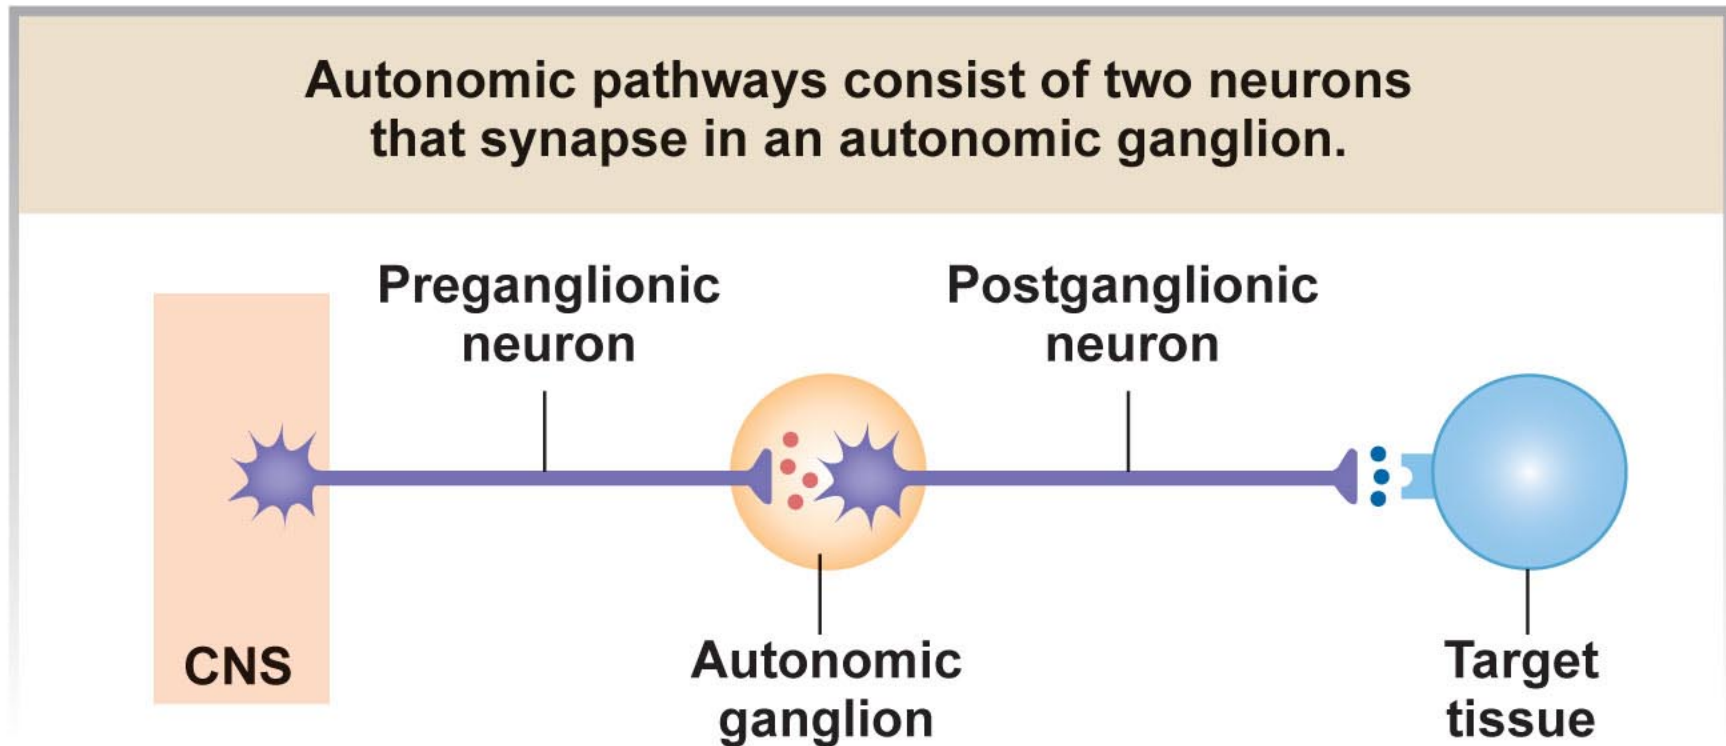 Autonomic pathways consist of two neurons
that synapse in an autonomic ganglion.
Preganglionic
neuron
Postganglionic
neuron
CNS
Autonomic
ganglion
Target
tissue